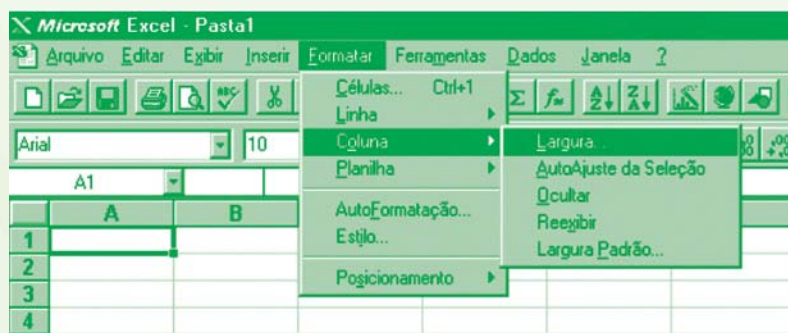 Microsoft Excel - Pasta1
Arquivo Editar Exibir Inserir Formatar Ferramentas Dados Janela ?
Células... Ctrl+1
Linha
Coluna
Planilha
AutoFormatação...
Estilo...
Posicionamento
Largura...
AutoAjuste da Seleção
Ocultar
Reexibir
Largura Padrão...
Arial 10
A1
A B
1
2
3
4